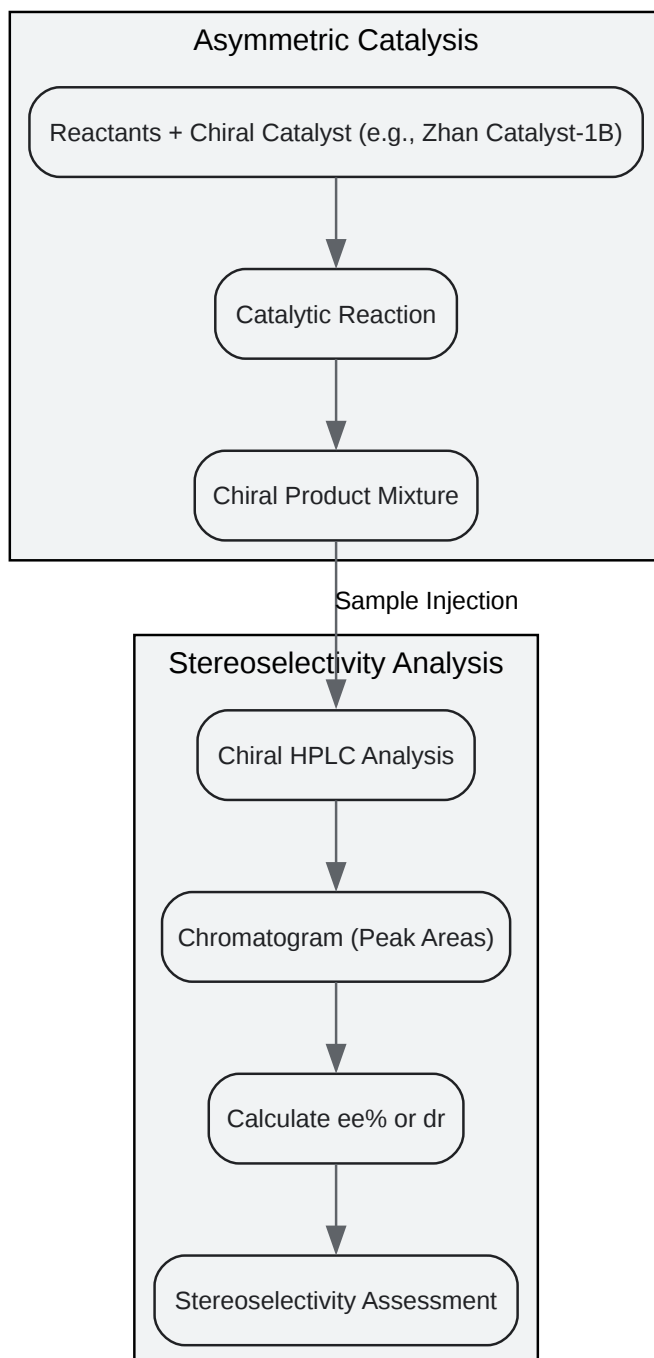 Asymmetric Catalysis
Reactants + Chiral Catalyst (e.g., Zhan Catalyst-1B)
Catalytic Reaction
Chiral Product Mixture
Sample Injection
Stereoselectivity Analysis
Chiral HPLC Analysis
Chromatogram (Peak Areas)
Calculate ee% or dr
Stereoselectivity Assessment